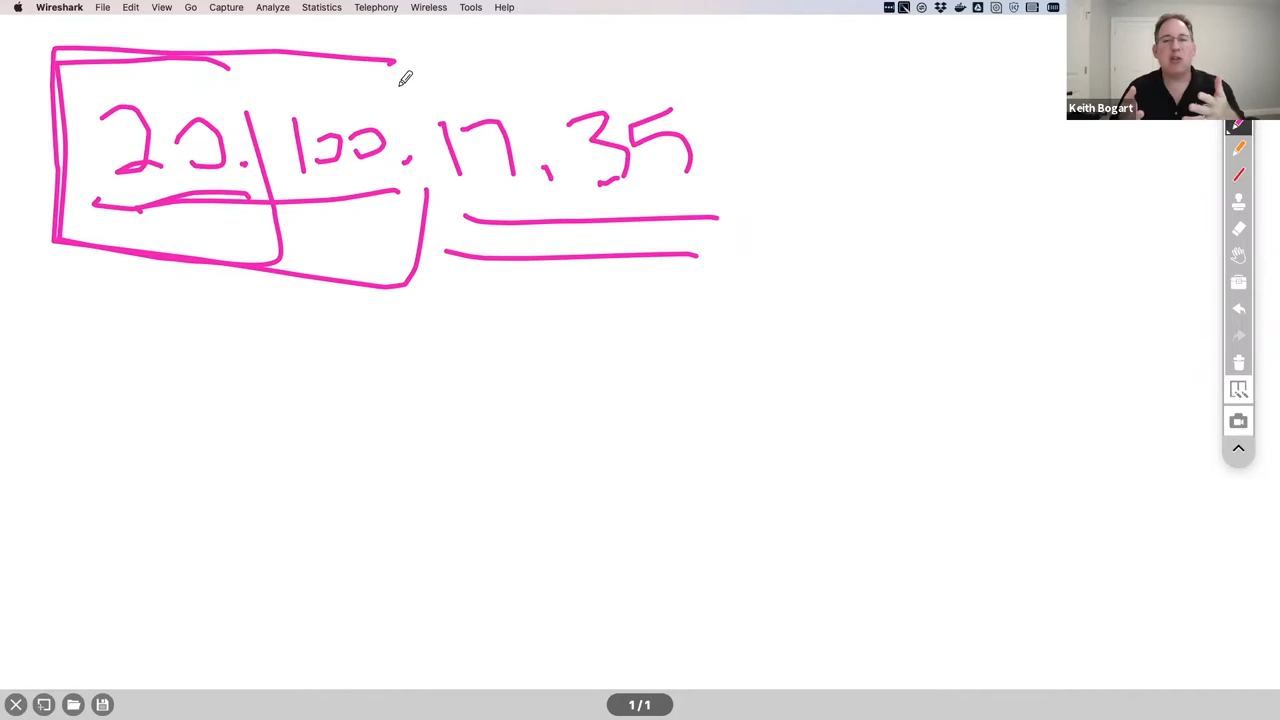 Wireshark File Edit View Go Capture Analyze Statistics Telephony Wireless Tools Help
Keith Bogart
20.100.17.35
1/1